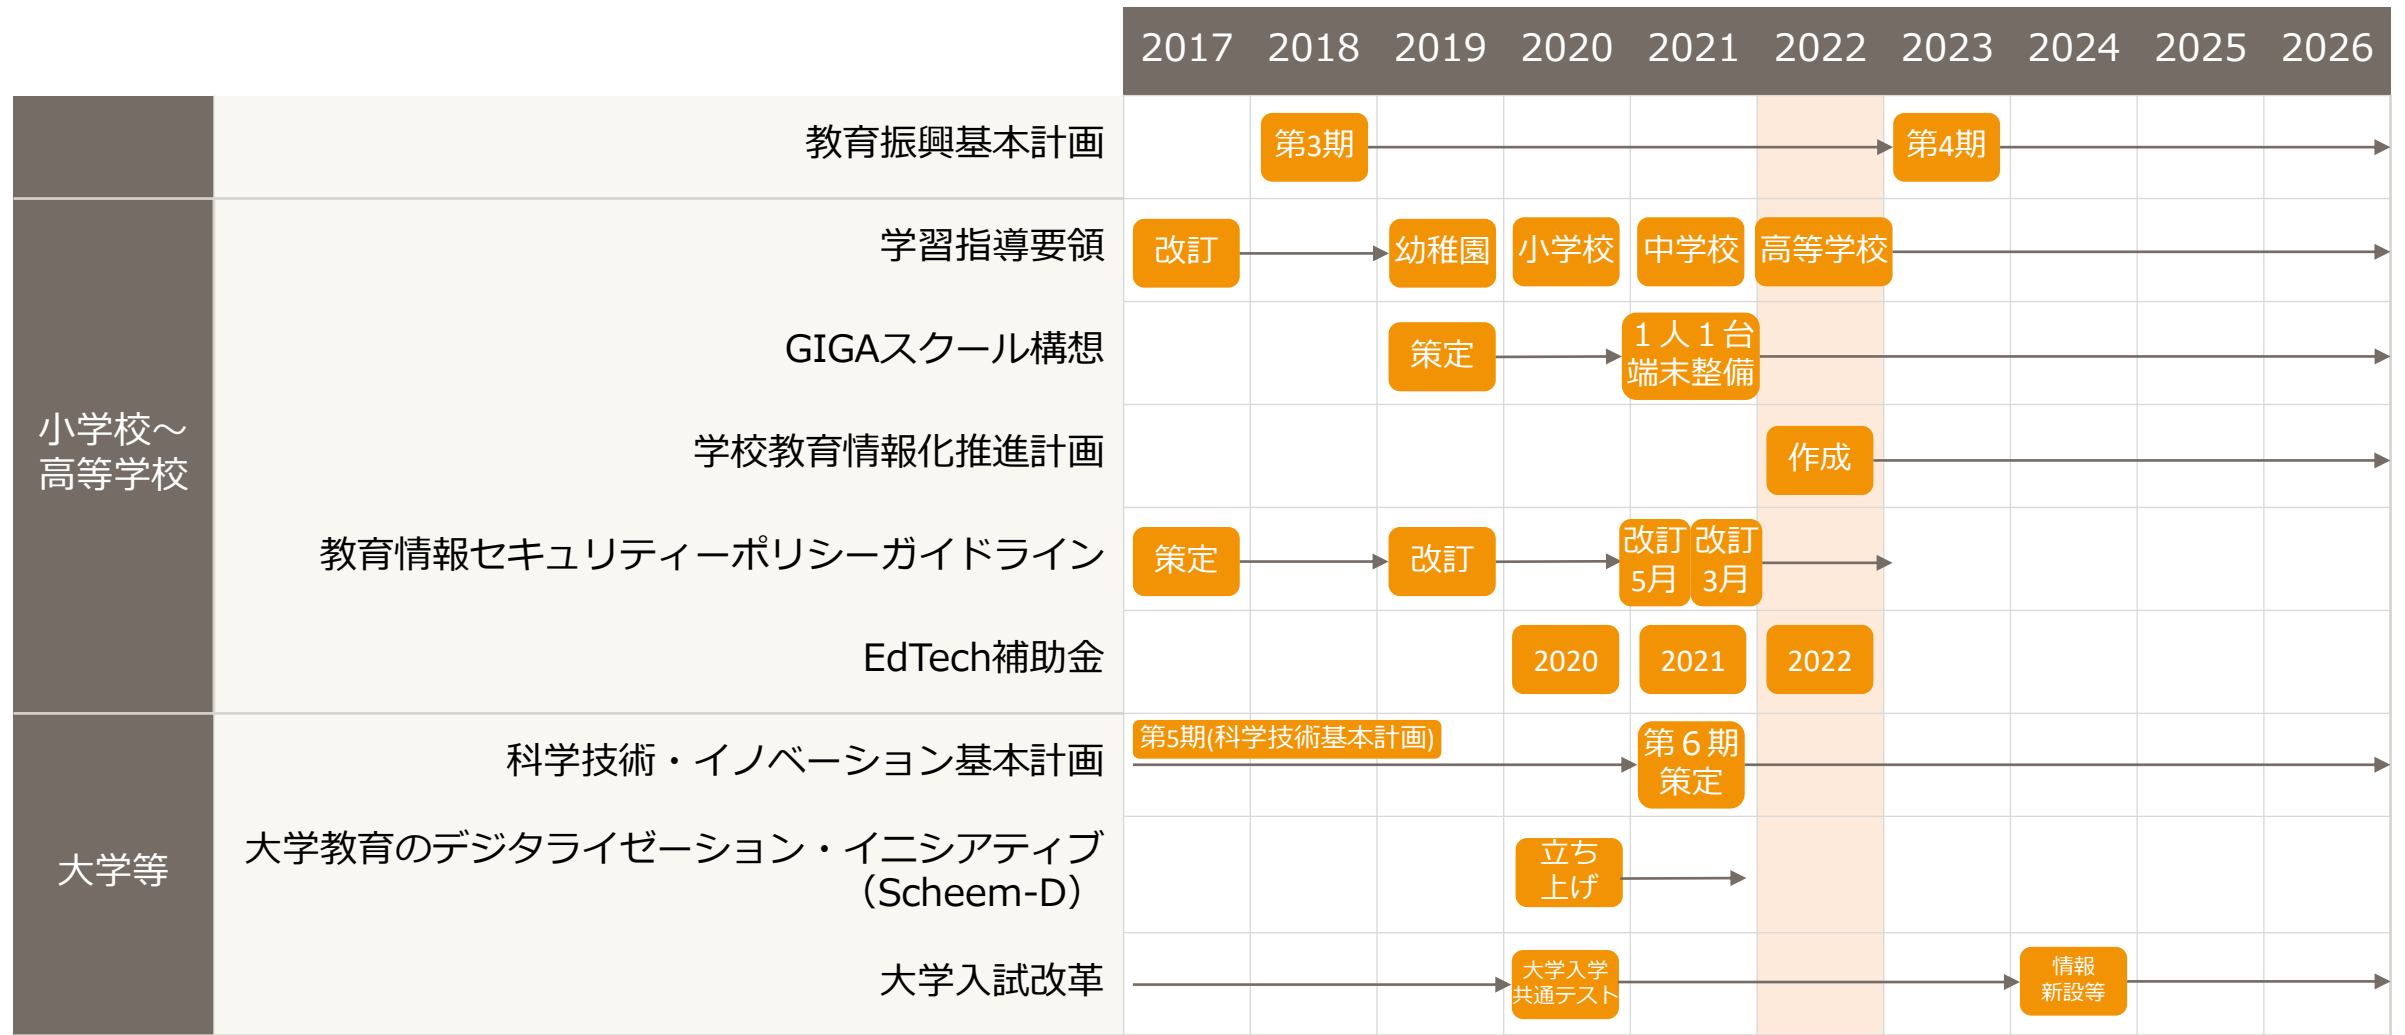 2017 2018 2019 2020 2021 2022 2023 2024 2025 2026
教育振興基本計画
第3期
第4期
小学校～
高等学校
学習指導要領
改訂
幼稚園
小学校
中学校
高等学校
GIGAスクール構想
策定
１人１台
端末整備
学校教育情報化推進計画
作成
教育情報セキュリティーポリシーガイドライン
策定
改訂
改訂
5月
改訂
3月
EdTech補助金
2020
2021
2022
大学等
科学技術・イノベーション基本計画
第5期(科学技術基本計画)
第６期
策定
大学教育のデジタライゼーション・イニシアティブ
（Scheem-D）
立ち
上げ
大学入試改革
大学入学
共通テスト
情報
新設等